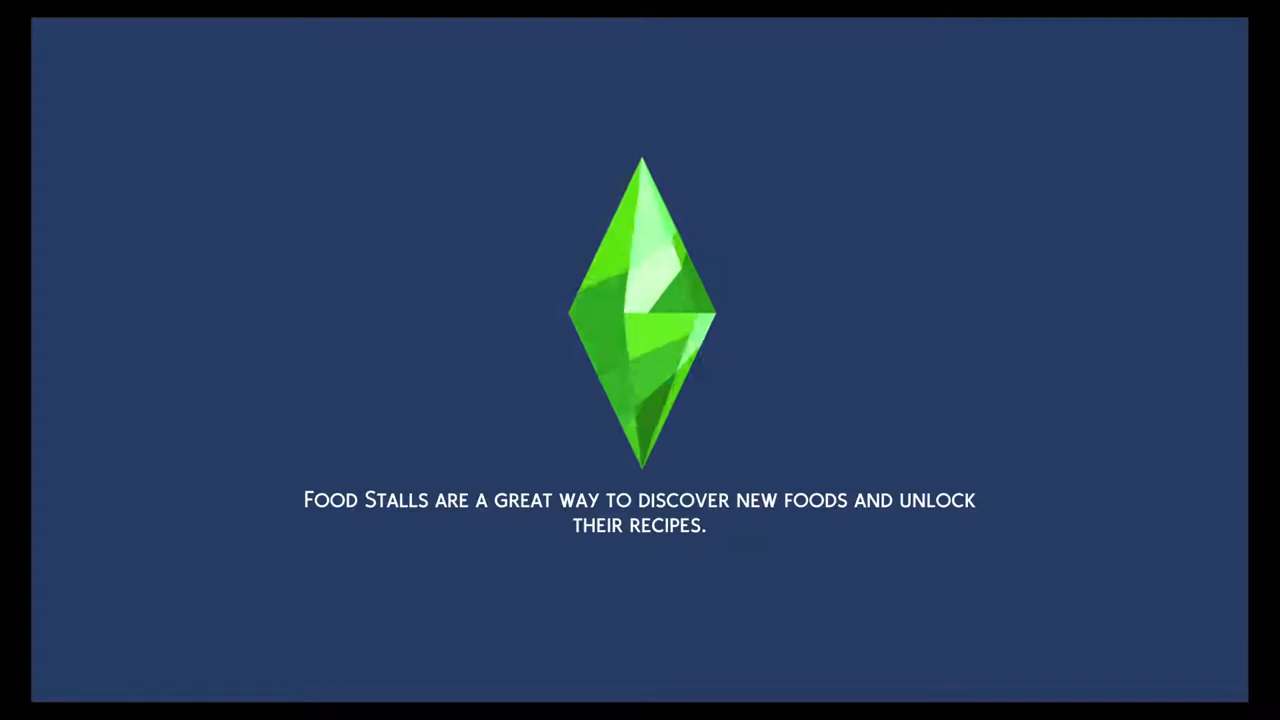 Food Stalls are a great way to discover new foods and unlock
their recipes.